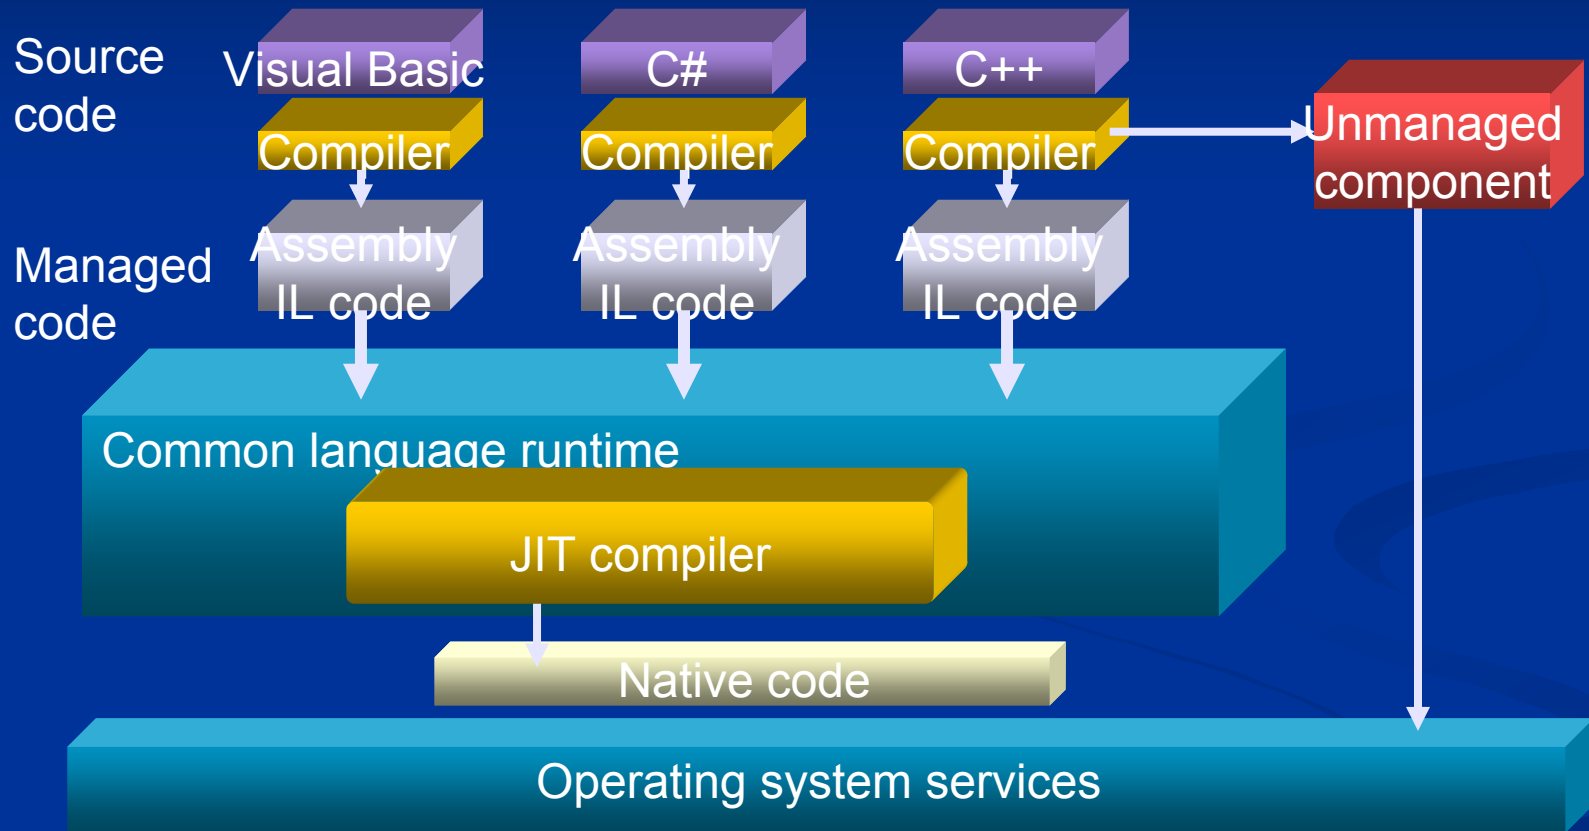 Source
code
Visual Basic
C#
C++
Compiler
Compiler
Compiler
Unmanaged
component
Managed
code
Assembly
IL code
Assembly
IL code
Assembly
IL code
Common language runtime
JIT compiler
Native code
Operating system services